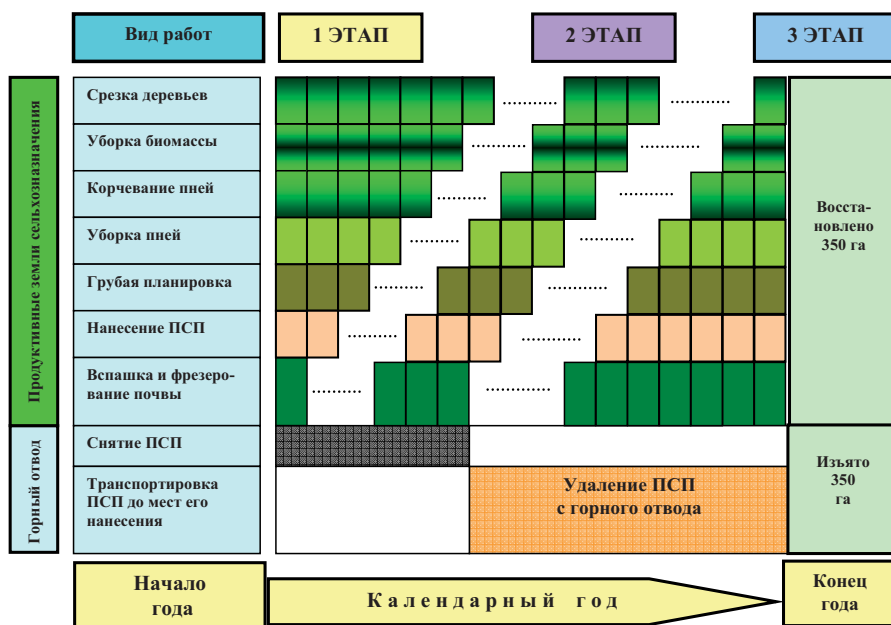 Вид работ
1 ЭТАП
2 ЭТАП
3 ЭТАП
Продуктивные земли сельхозназначения
Срезка деревьев
Уборка биомассы
Корчевание пней
Уборка пней
Грубая планировка
Нанесение ПСП
Вспашка и фрезеро-
вание почвы
Восста-
новлено
350 га
Горный отвод
Снятие ПСП
Транспортировка
ПСП до мест его
нанесения
Удаление ПСП
с горного отвода
Изъято
350
га
Начало
года
Календарный год
Конец
года